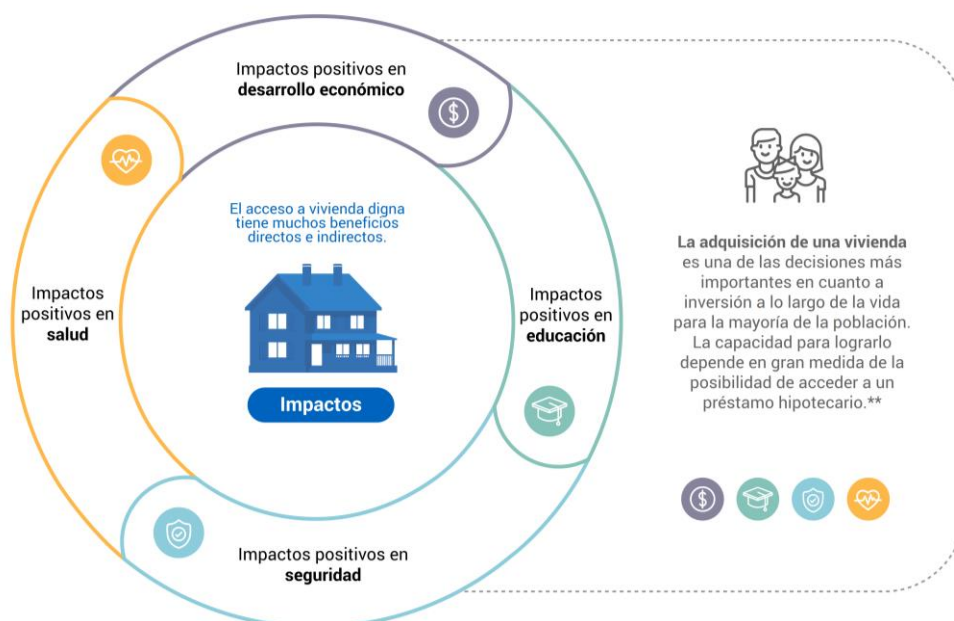 Impactos positivos en
desarrollo económico
El acceso a vivienda digna
tiene muchos beneficios
directos e indirectos.
Impactos
positivos en
salud
Impactos
positivos en
educación
Impactos
Impactos positivos en
seguridad
La adquisición de una vivienda
es una de las decisiones más
importantes en cuanto a
inversión a lo largo de la vida
para la mayoría de la población.
La capacidad para lograrlo
depende en gran medida de la
posibilidad de acceder a un
préstamo hipotecario.**